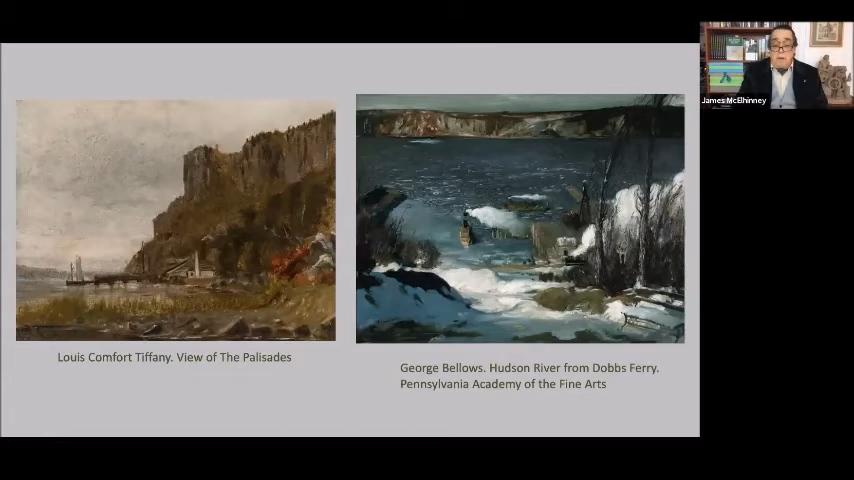 James McElhinney
Louis Comfort Tiffany. View of The Palisades
George Bellows. Hudson River from Dobbs Ferry.
Pennsylvania Academy of the Fine Arts